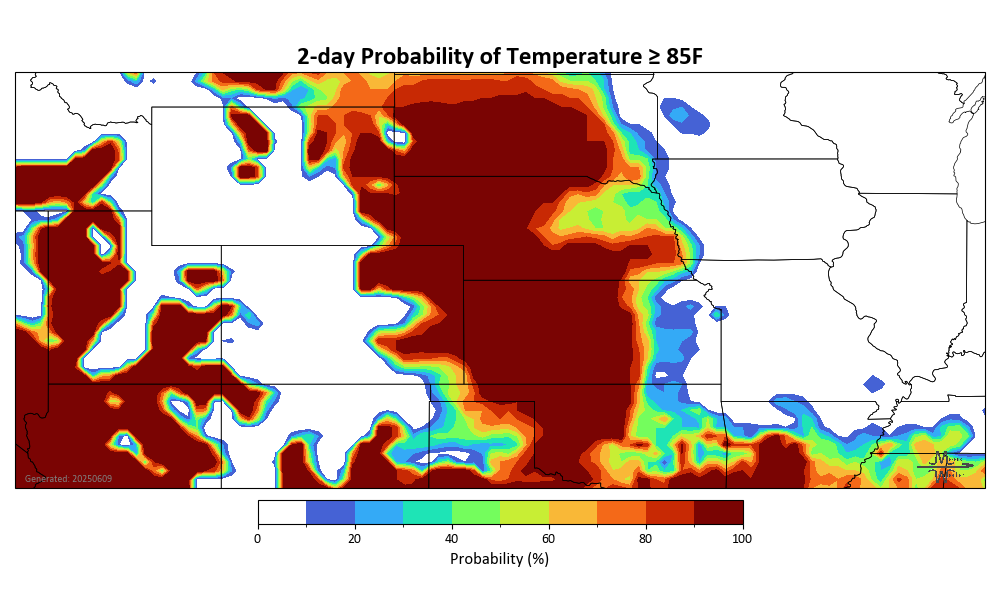 2-day Probability of Temperature ≥ 85F
Generated: 20250609
0 20 40 60 80 100
Probability (%)